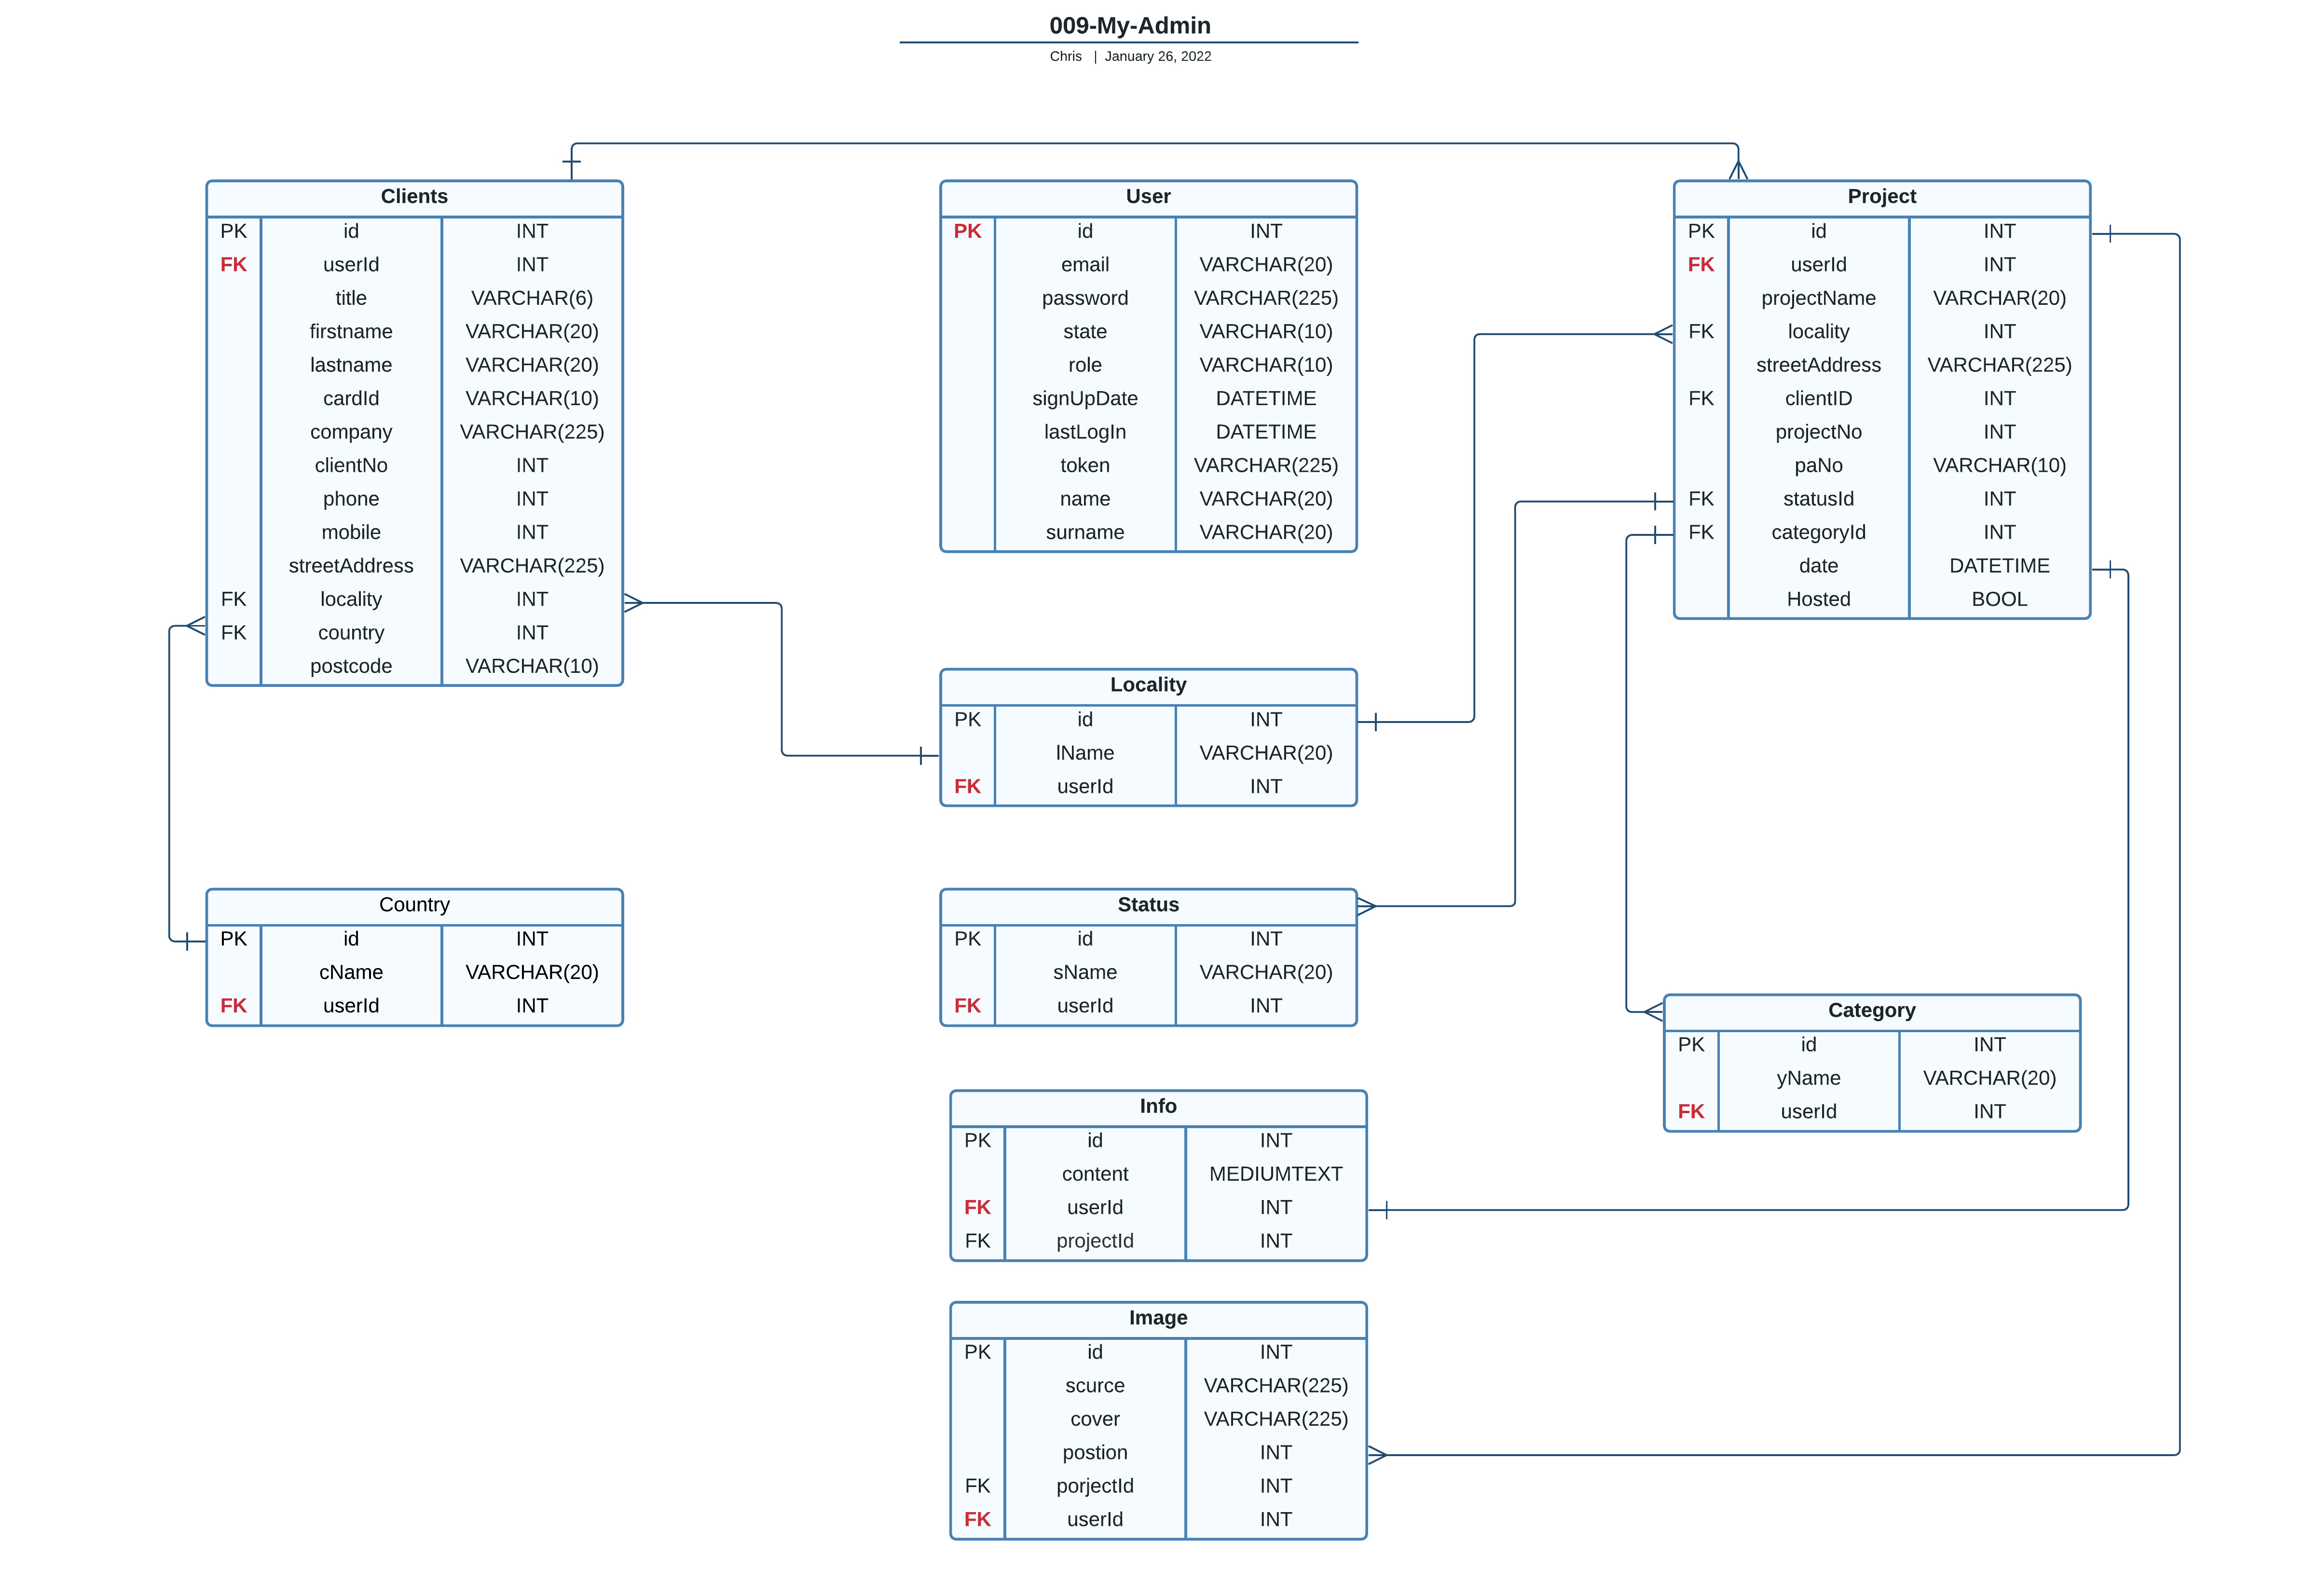 009-My-Admin
Chris | January 26, 2022
Clients
PK id INT
FK userId INT
title VARCHAR(6)
firstname VARCHAR(20)
lastname VARCHAR(20)
cardId VARCHAR(10)
company VARCHAR(225)
clientNo INT
phone INT
mobile INT
streetAddress VARCHAR(225)
FK locality INT
FK country INT
postcode VARCHAR(10)
User
PK id INT
email VARCHAR(20)
password VARCHAR(225)
state VARCHAR(10)
role VARCHAR(10)
signUpDate DATETIME
lastLogIn DATETIME
token VARCHAR(225)
name VARCHAR(20)
surname VARCHAR(20)
Project
PK id INT
FK userId INT
projectName VARCHAR(20)
FK locality INT
streetAddress VARCHAR(225)
FK clientID INT
projectNo INT
paNo VARCHAR(10)
FK statusId INT
FK categoryId INT
date DATETIME
Hosted BOOL
Locality
PK id INT
lName VARCHAR(20)
FK userId INT
Country
PK id INT
cName VARCHAR(20)
FK userId INT
Status
PK id INT
sName VARCHAR(20)
FK userId INT
Category
PK id INT
yName VARCHAR(20)
FK userId INT
Info
PK id INT
content MEDIUMTEXT
FK userId INT
FK projectId INT
Image
PK id INT
scurce VARCHAR(225)
cover VARCHAR(225)
postion INT
FK porjectId INT
FK userId INT